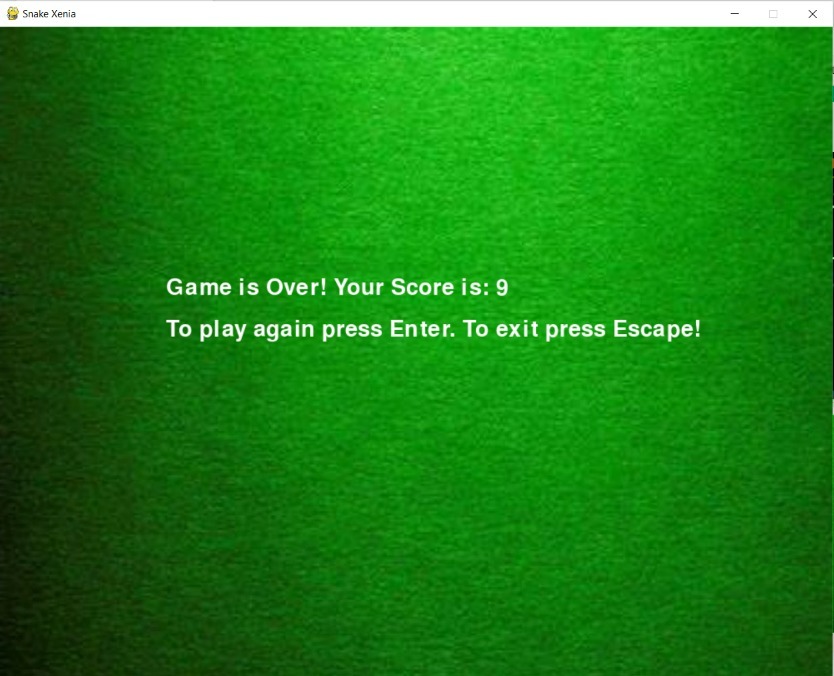 Snake Xenia
Game is Over! Your Score is: 9
To play again press Enter. To exit press Escape!